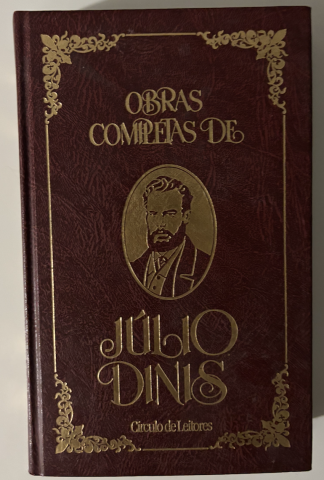 OBRAS
COMPLETAS DE
JÚLIO
DINIS
Círculo de Leitores